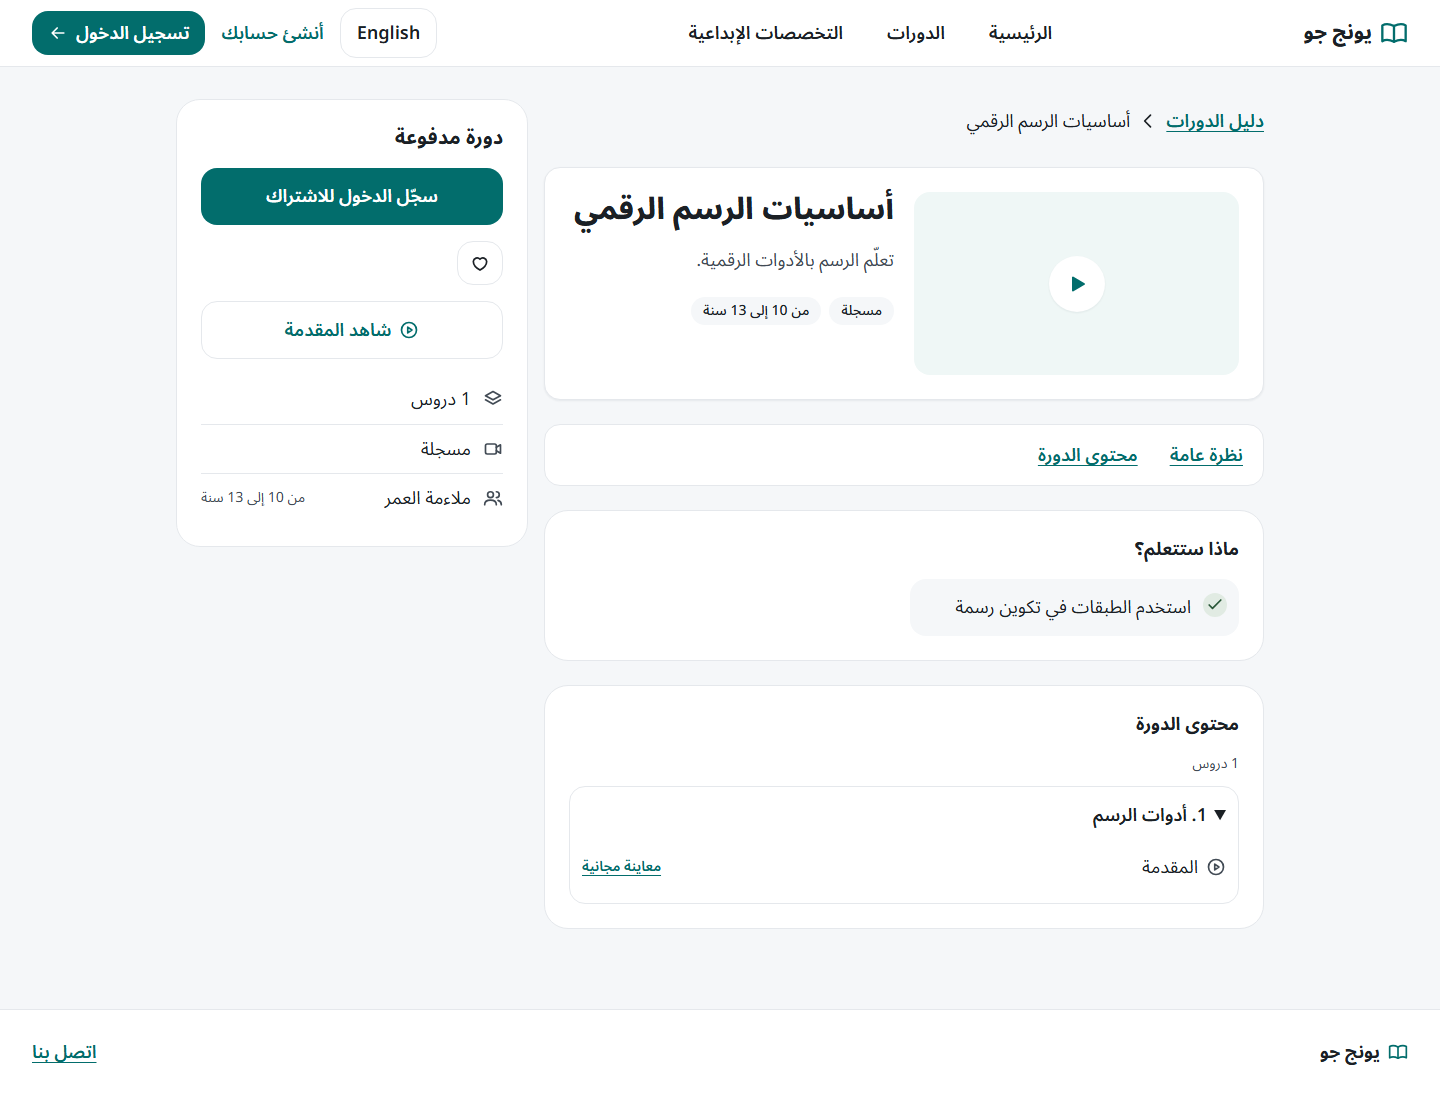 يونج جو
الرئيسية
الدورات
التخصصات الإبداعية
English
أنشئ حسابك
تسجيل الدخول
دليل الدورات
أساسيات الرسم الرقمي
أساسيات الرسم الرقمي
تعلّم الرسم بالأدوات الرقمية.
مسجلة
من 10 إلى 13 سنة
نظرة عامة
محتوى الدورة
ماذا ستتعلم؟
استخدم الطبقات في تكوين رسمة
محتوى الدورة
1 دروس
1. أدوات الرسم
المقدمة
معاينة مجانية
دورة مدفوعة
سجّل الدخول للاشتراك
شاهد المقدمة
1 دروس
مسجلة
ملاءمة العمر
من 10 إلى 13 سنة
يونج جو
اتصل بنا